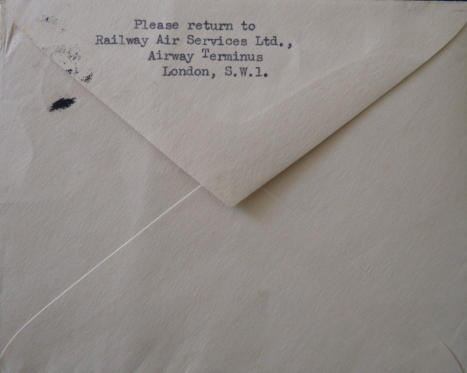 Please return to
Railway Air Services Ltd.,
Airway Terminus
London, S.W.1.